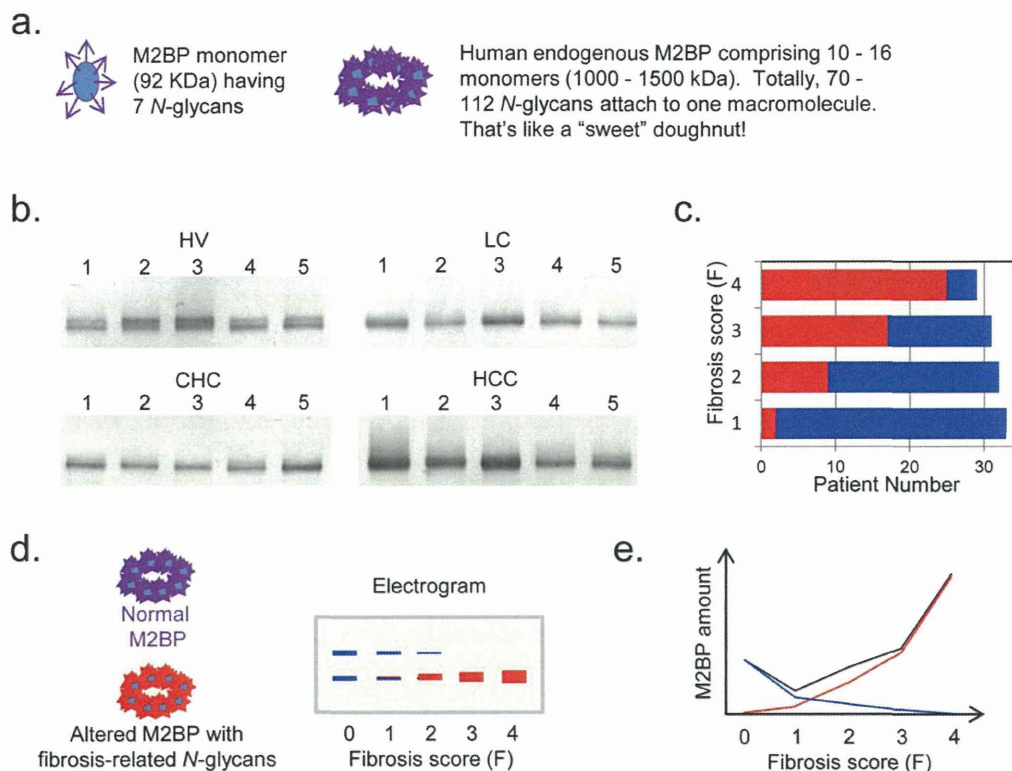 a.
M2BP monomer
(92 KDa) having
7 N-glycans
Human endogenous M2BP comprising 10 - 16
monomers (1000 - 1500 kDa). Totally, 70 -
112 N-glycans attach to one macromolecule.
That's like a "sweet" doughnut!
b.
HV
1 2 3 4 5
LC
1 2 3 4 5
CHC
1 2 3 4 5
HCC
1 2 3 4 5
c.
Fibrosis score (F)
4
3
2
1
0 10 20 30
Patient Number
d.
Normal
M2BP
Altered M2BP with
fibrosis-related N-glycans
Electrogram
0 1 2 3 4
Fibrosis score (F)
e.
M2BP amount
0 1 2 3 4
Fibrosis score (F)